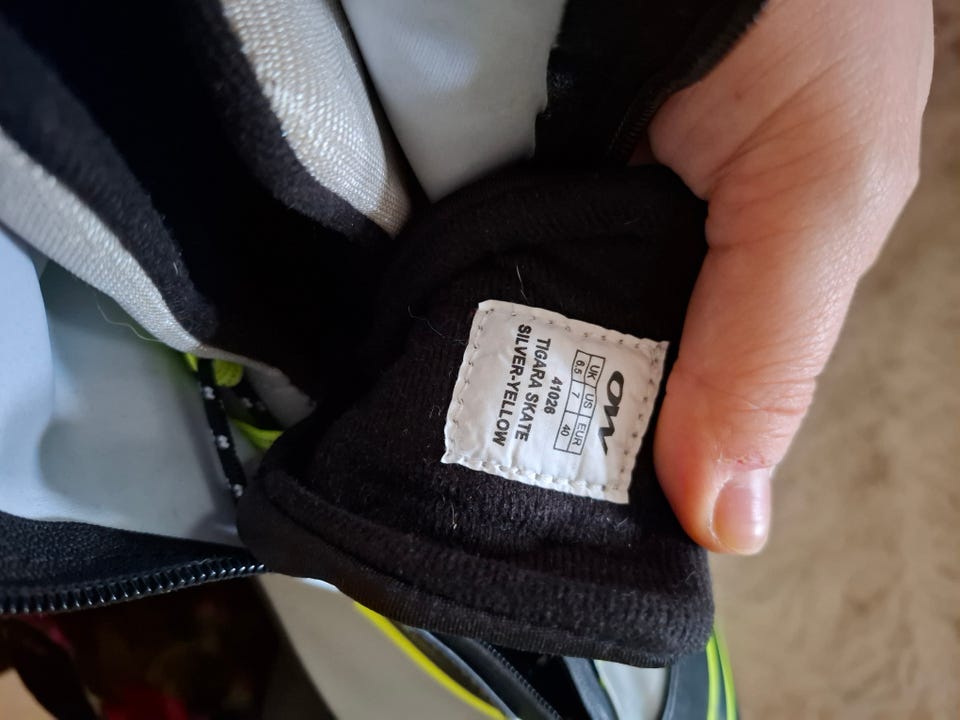 OW
UK US EUR
6.5 7 40
41026
TIGARA SKATE
SILVER-YELLOW